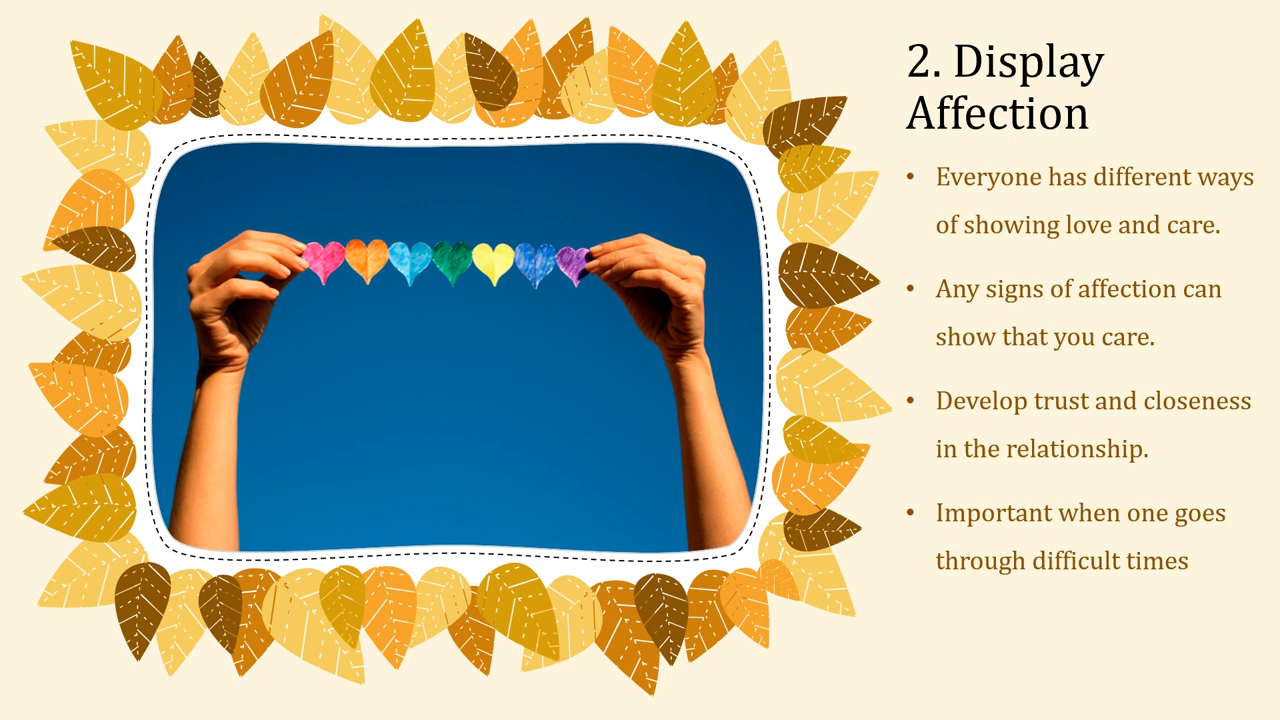 2. Display
Affection
• Everyone has different ways
of showing love and care.
• Any signs of affection can
show that you care.
• Develop trust and closeness
in the relationship.
• Important when one goes
through difficult times